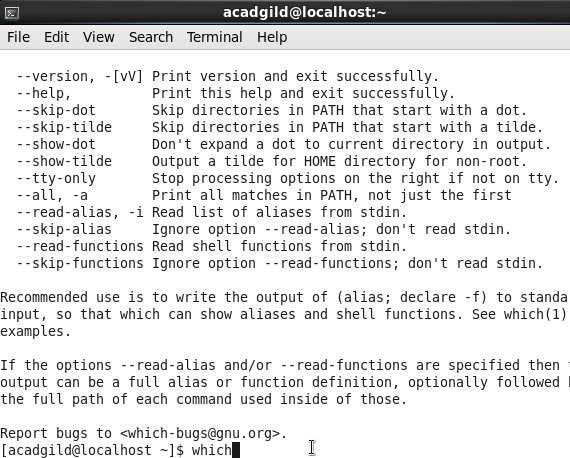 acadgild@localhost:~
File Edit View Search Terminal Help
--version, -[vV] Print version and exit successfully.
--help, Print this help and exit successfully.
--skip-dot Skip directories in PATH that start with a dot.
--skip-tilde Skip directories in PATH that start with a tilde.
--show-dot Don't expand a dot to current directory in output.
--show-tilde Output a tilde for HOME directory for non-root.
--tty-only Stop processing options on the right if not on tty.
--all, -a Print all matches in PATH, not just the first
--read-alias, -i Read list of aliases from stdin.
--skip-alias Ignore option --read-alias; don't read stdin.
--read-functions Read shell functions from stdin.
--skip-functions Ignore option --read-functions; don't read stdin.
Recommended use is to write the output of (alias; declare -f) to standa
input, so that which can show aliases and shell functions. See which(1)
examples.
If the options --read-alias and/or --read-functions are specified then
output can be a full alias or function definition, optionally followed
the full path of each command used inside of those.
Report bugs to <which-bugs@gnu.org>.
[acadgild@localhost ~]$ which